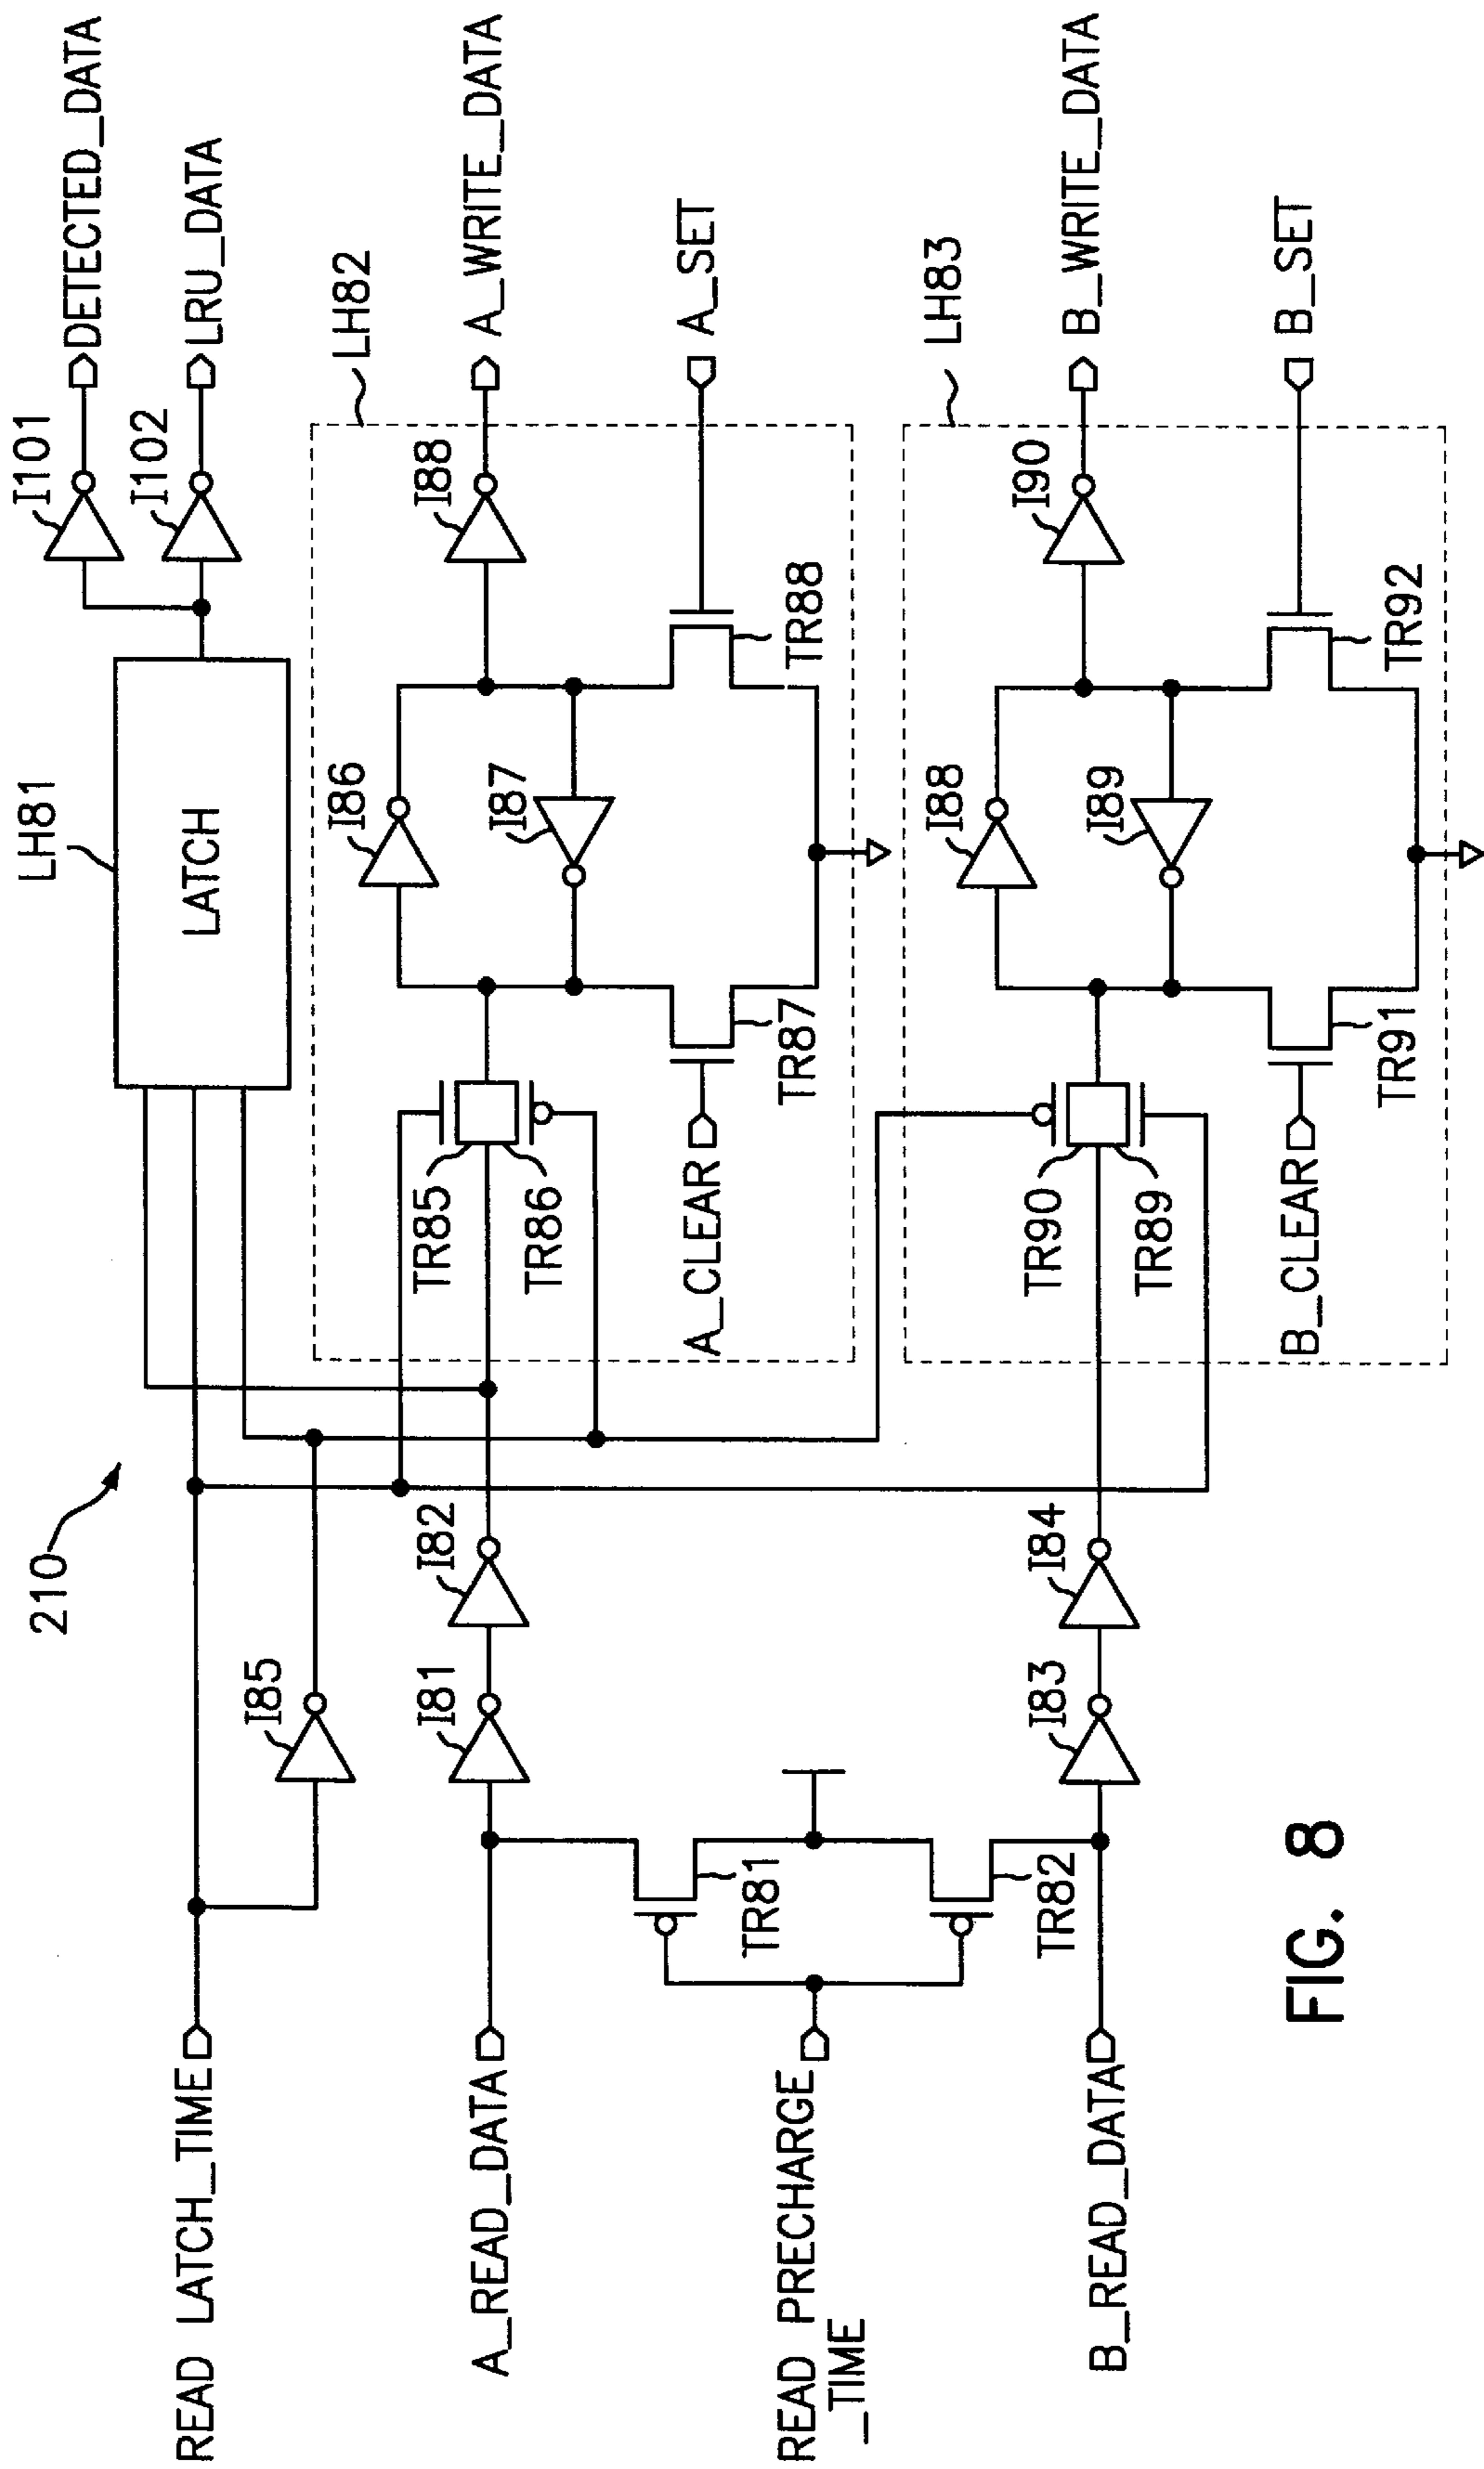 210
READ LATCH_TIME
A_READ_DATA
READ PRECHARGE
_TIME
B_READ_DATA
I85
I81
I82
I83
I84
TR81
TR82
LH81
LATCH
I101
I102
DETECTED_DATA
LRU_DATA
LH82
TR85
TR86
I86
I87
I88
A_WRITE_DATA
A_CLEAR
TR87
TR88
A_SET
LH83
TR90
TR89
I88
I89
I90
B_WRITE_DATA
B_CLEAR
TR91
TR92
B_SET
FIG. 8